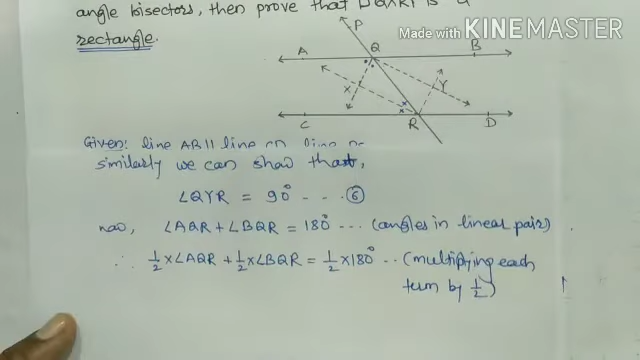 angle bisectors, then prove that □QXRY is a
rectangle.
Made with KINEMASTER
P
A
Q
B
X
Y
C
R
D
Given: line AB || line
similarly we can show that,
∠QYR = 90° --- ⑥
now, ∠AQR + ∠BQR = 180° ... (angles in linear pair)
∴ ½ × ∠AQR + ½ × ∠BQR = ½ × 180° .. (multiplying each
term by ½)